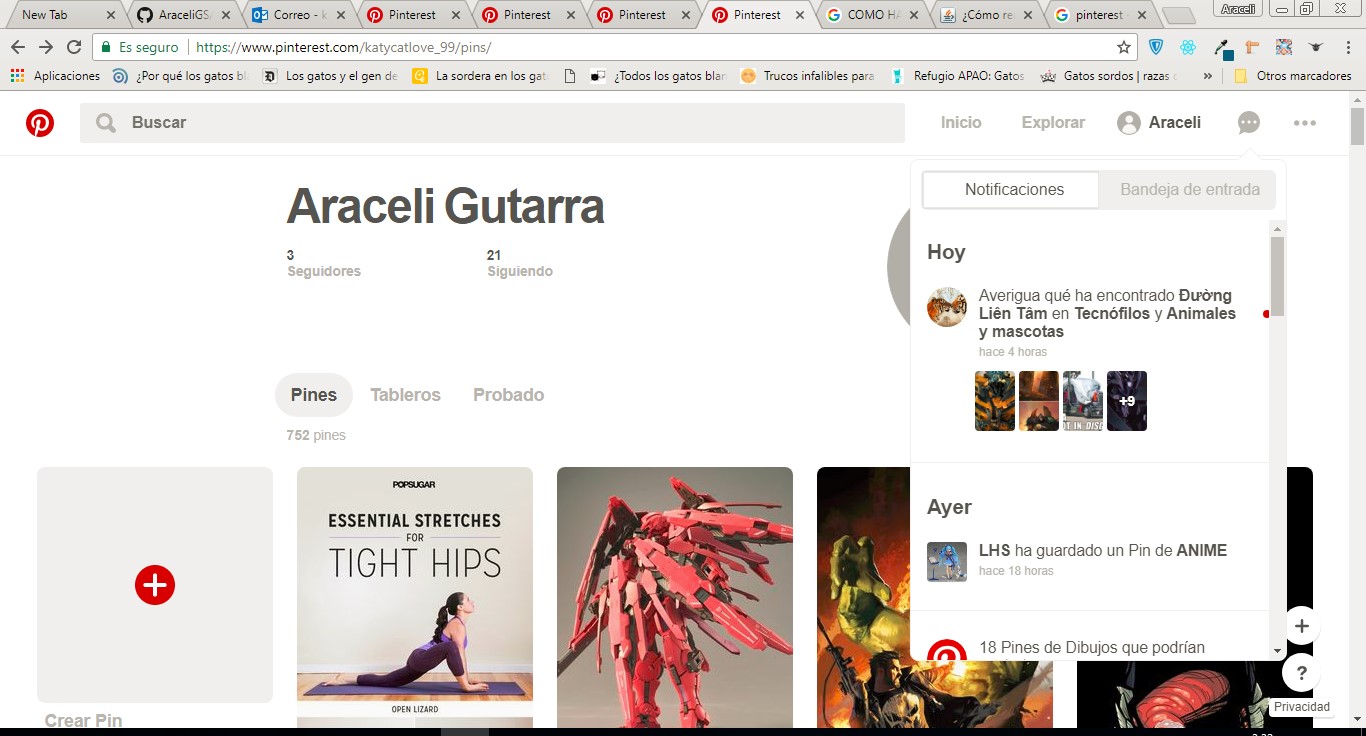 New Tab
AraceliGSA
Correo - k
Pinterest
Pinterest
Pinterest
Pinterest
COMO HA
¿Cómo re
pinterest -
Araceli
Es seguro
https://www.pinterest.com/katycatlove_99/pins/
Aplicaciones
¿Por qué los gatos bl
Los gatos y el gen de
La sordera en los gat
¿Todos los gatos blan
Trucos infalibles para
Refugio APAO: Gatos
Gatos sordos | razas
»
Otros marcadores
Buscar
Inicio
Explorar
Araceli
Notificaciones
Bandeja de entrada
Araceli Gutarra
3
Seguidores
21
Siguiendo
Hoy
Averigua qué ha encontrado Đường
Liên Tâm en Tecnófilos y Animales
y mascotas
hace 4 horas
+9
Pines
Tableros
Probado
752 pines
Ayer
LHS ha guardado un Pin de ANIME
hace 18 horas
18 Pines de Dibujos que podrían
POPSUGAR
ESSENTIAL STRETCHES
FOR
TIGHT HIPS
OPEN LIZARD
Crear Pin
+
?
Privacidad